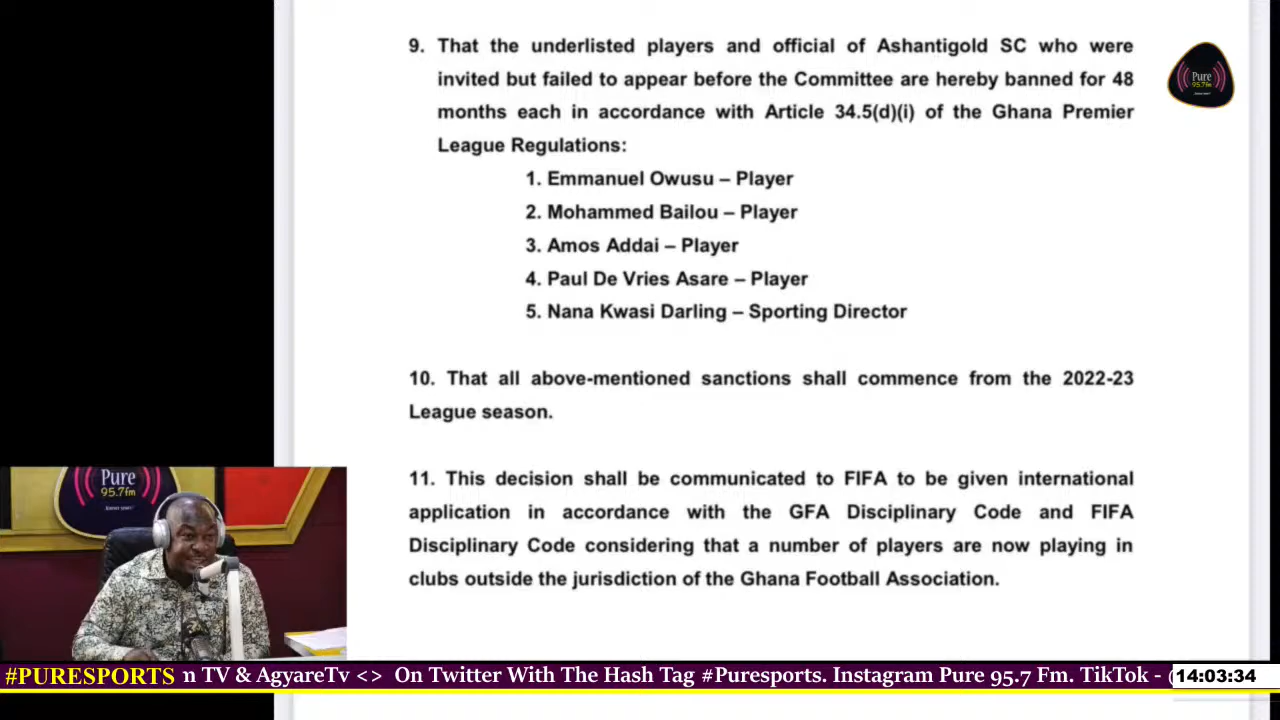 9. That the underlisted players and official of Ashantigold SC who were
invited but failed to appear before the Committee are hereby banned for 48
months each in accordance with Article 34.5(d)(i) of the Ghana Premier
League Regulations:
1. Emmanuel Owusu – Player
2. Mohammed Bailou – Player
3. Amos Addai – Player
4. Paul De Vries Asare – Player
5. Nana Kwasi Darling – Sporting Director
10. That all above-mentioned sanctions shall commence from the 2022-23
League season.
11. This decision shall be communicated to FIFA to be given international
application in accordance with the GFA Disciplinary Code and FIFA
Disciplinary Code considering that a number of players are now playing in
clubs outside the jurisdiction of the Ghana Football Association.
Pure
95.7fm
Pure
95.7fm
#PURESPORTS n TV & AgyareTv <> On Twitter With The Hash Tag #Puresports. Instagram Pure 95.7 Fm. TikTok - 14:03:34